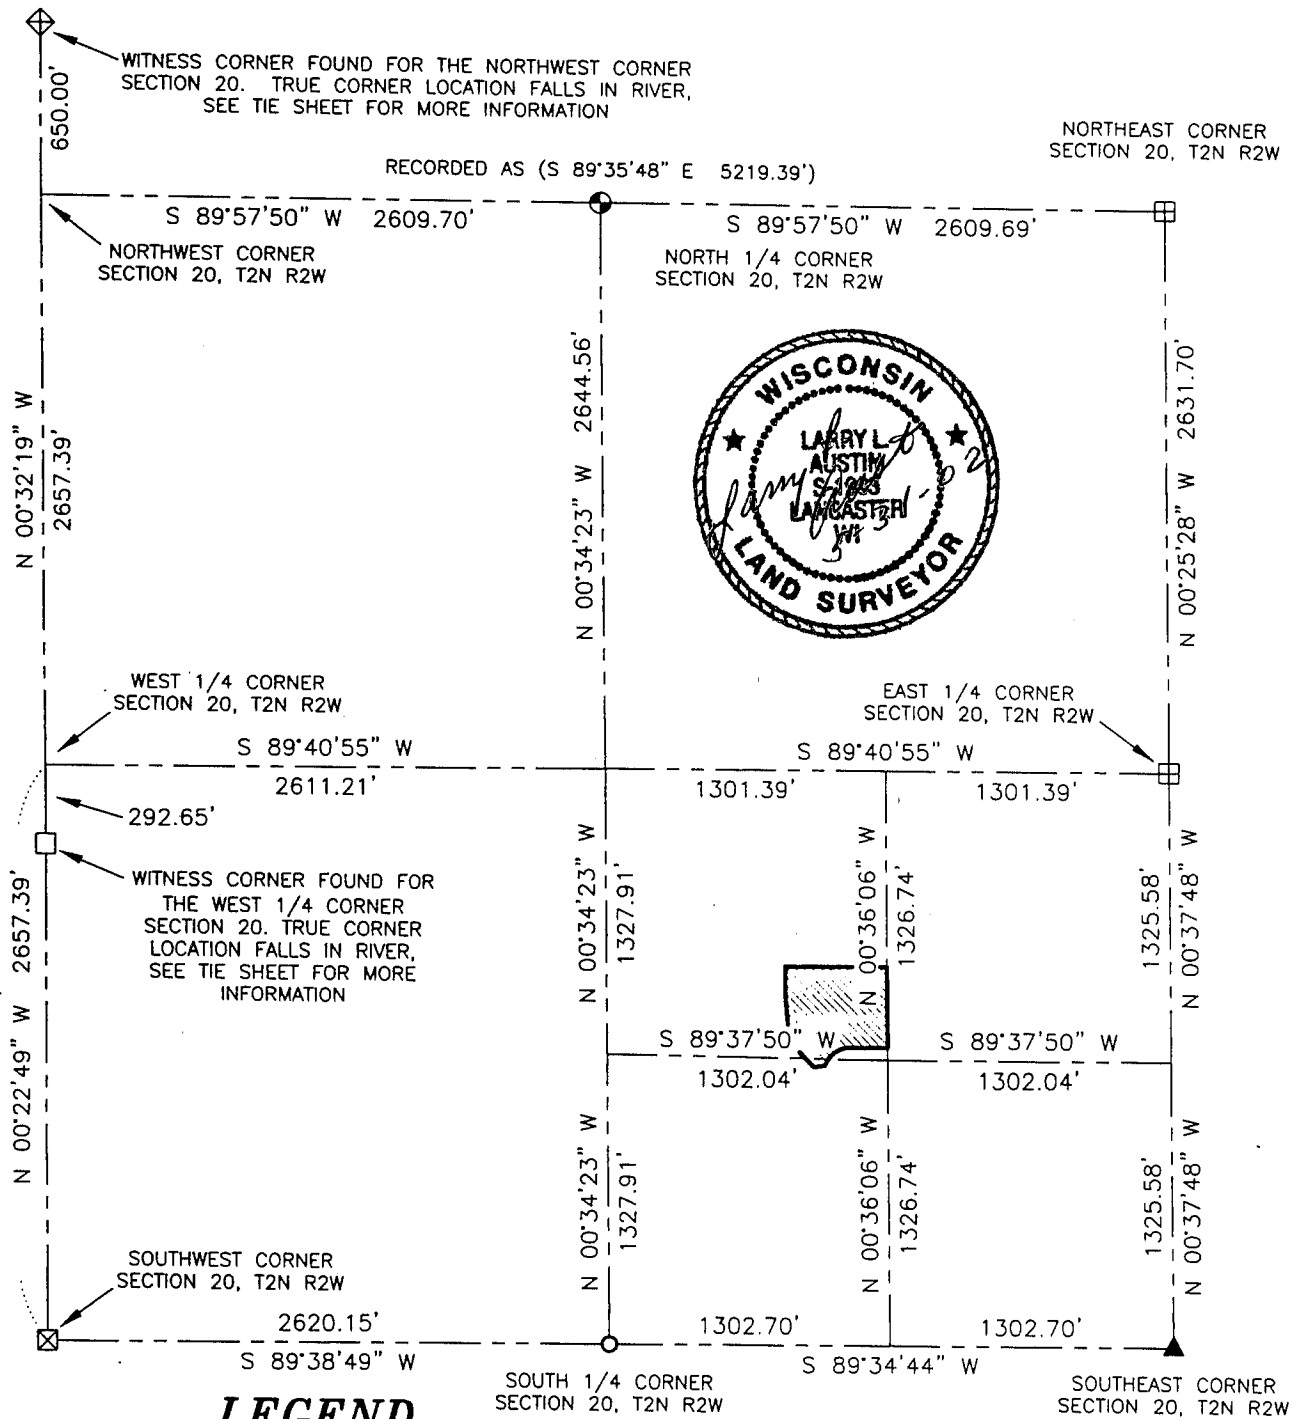 650.00'
WITNESS CORNER FOUND FOR THE NORTHWEST CORNER
SECTION 20. TRUE CORNER LOCATION FALLS IN RIVER,
SEE TIE SHEET FOR MORE INFORMATION
NORTHEAST CORNER
SECTION 20, T2N R2W
RECORDED AS (S 89°35'48" E 5219.39')
S 89°57'50" W 2609.70'
S 89°57'50" W 2609.69'
NORTHWEST CORNER
SECTION 20, T2N R2W
NORTH 1/4 CORNER
SECTION 20, T2N R2W
N 00°32'19" W
2657.39'
N 00°34'23" W 2644.56'
WISCONSIN
LARRY L.
AUSTIN
LANCASTER
WI
LAND SURVEYOR
N 00°25'28" W 2631.70'
WEST 1/4 CORNER
SECTION 20, T2N R2W
EAST 1/4 CORNER
SECTION 20, T2N R2W
S 89°40'55" W
2611.21'
S 89°40'55" W
1301.39'
1301.39'
292.65'
WITNESS CORNER FOUND FOR
THE WEST 1/4 CORNER
SECTION 20. TRUE CORNER
LOCATION FALLS IN RIVER,
SEE TIE SHEET FOR MORE
INFORMATION
N 00°22'49" W 2657.39'
N 00°34'23" W
1327.91'
N 00°36'06" W
1326.74'
1325.58'
N 00°37'48" W
S 89°37'50" W
1302.04'
S 89°37'50" W
1302.04'
N 00°34'23" W
1327.91'
N 00°36'06" W
1326.74'
1325.58'
N 00°37'48" W
SOUTHWEST CORNER
SECTION 20, T2N R2W
2620.15'
S 89°38'49" W
1302.70'
1302.70'
S 89°34'44" W
SOUTH 1/4 CORNER
SECTION 20, T2N R2W
SOUTHEAST CORNER
SECTION 20, T2N R2W
LEGEND